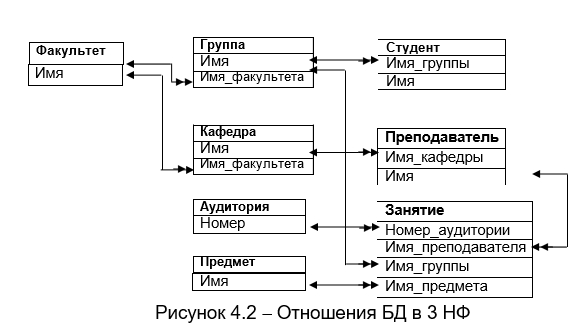 Факультет
Имя
Группа
Имя
Имя_факультета
Студент
Имя_группы
Имя
Кафедра
Имя
Имя_факультета
Преподаватель
Имя_кафедры
Имя
Аудитория
Номер
Занятие
Номер_аудитории
Имя_преподавателя
Имя_группы
Имя_предмета
Предмет
Имя
Рисунок 4.2 – Отношения БД в 3 НФ